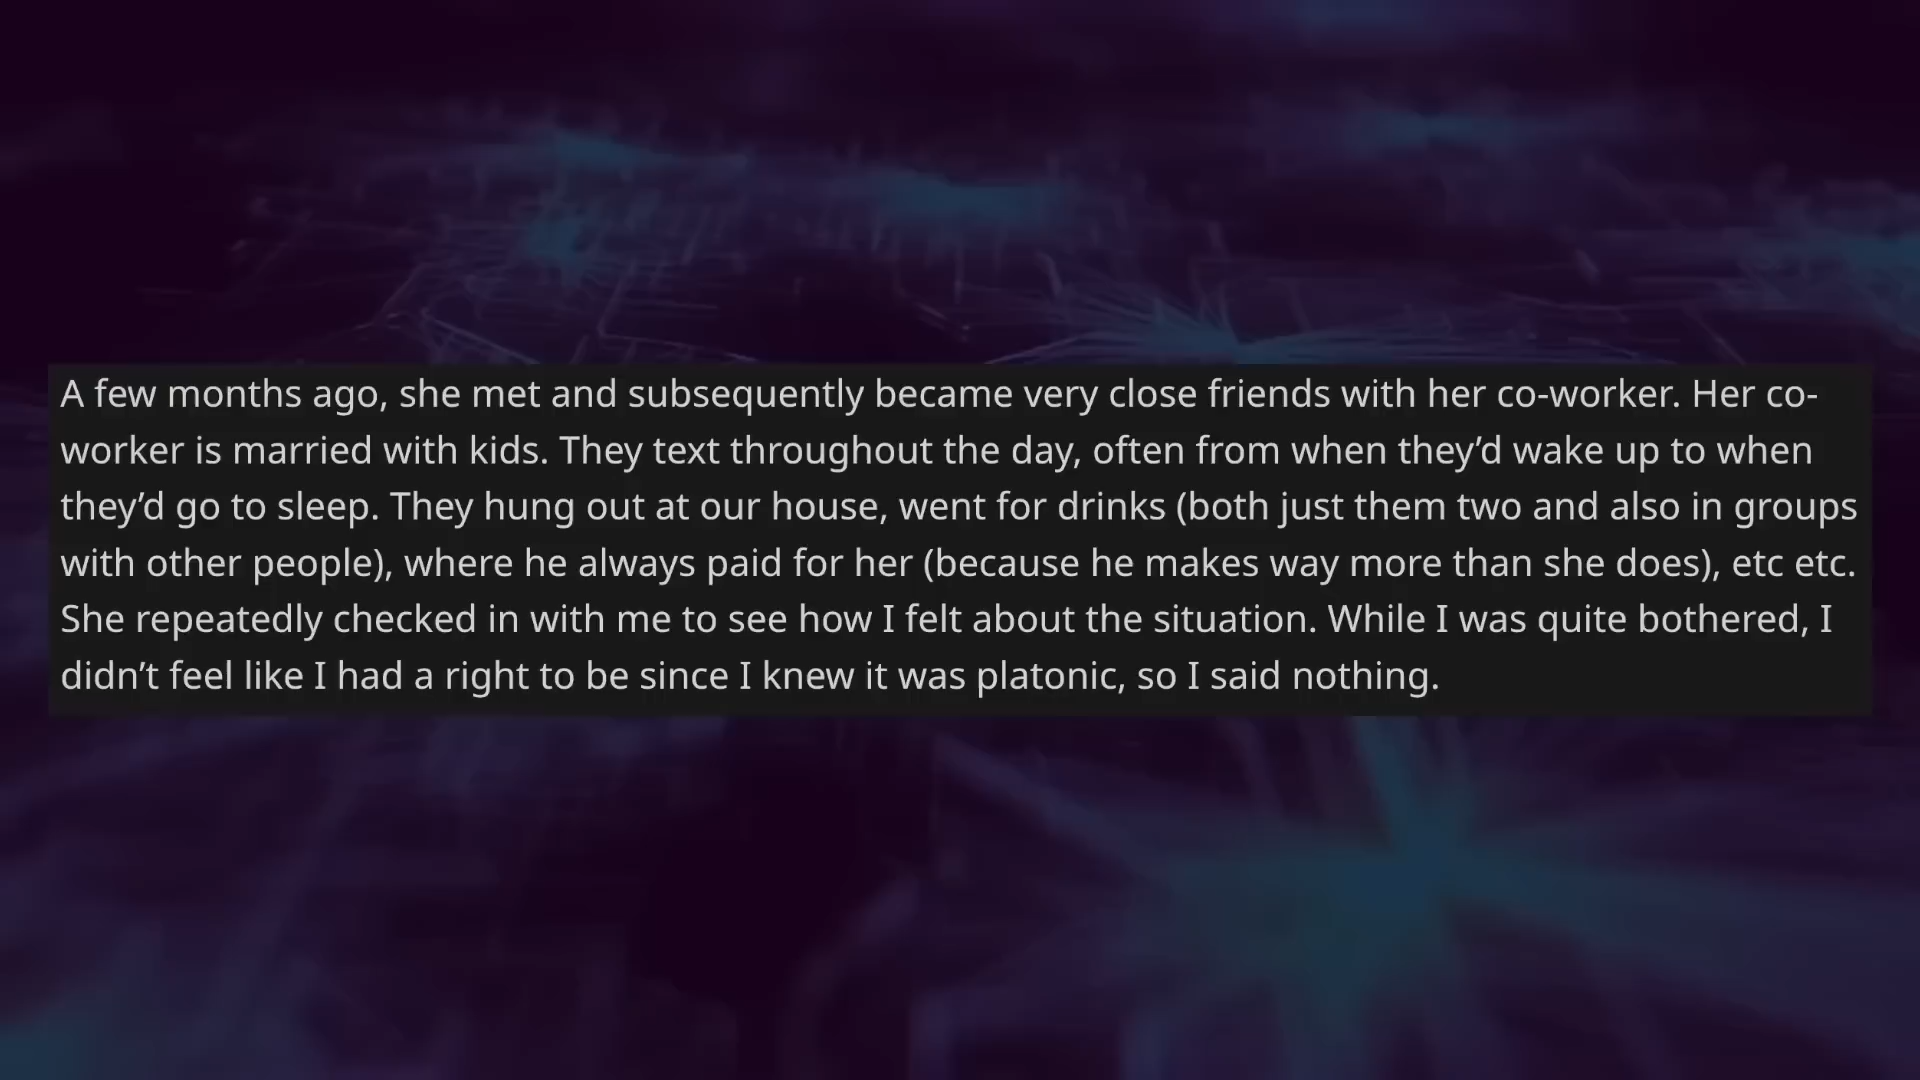 A few months ago, she met and subsequently became very close friends with her co-worker. Her co-
worker is married with kids. They text throughout the day, often from when they’d wake up to when
they’d go to sleep. They hung out at our house, went for drinks (both just them two and also in groups
with other people), where he always paid for her (because he makes way more than she does), etc etc.
She repeatedly checked in with me to see how I felt about the situation. While I was quite bothered, I
didn’t feel like I had a right to be since I knew it was platonic, so I said nothing.